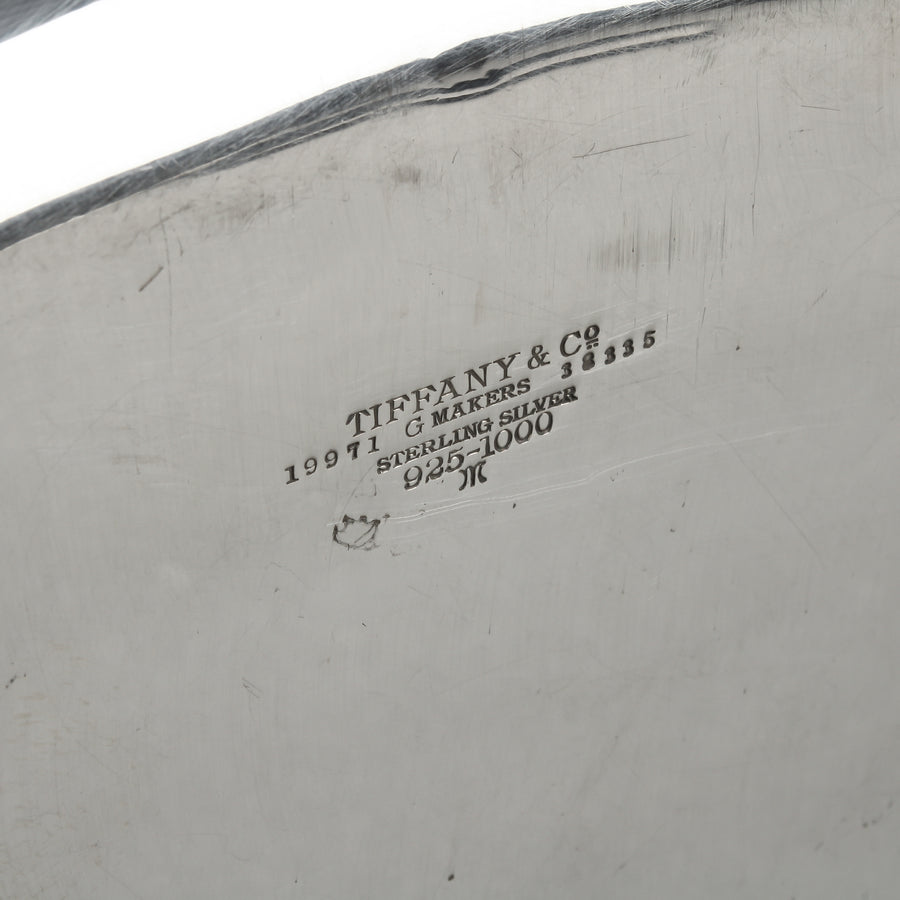 TIFFANY & Cº
19971 G MAKERS 38335
STERLING SILVER
925-1000
M